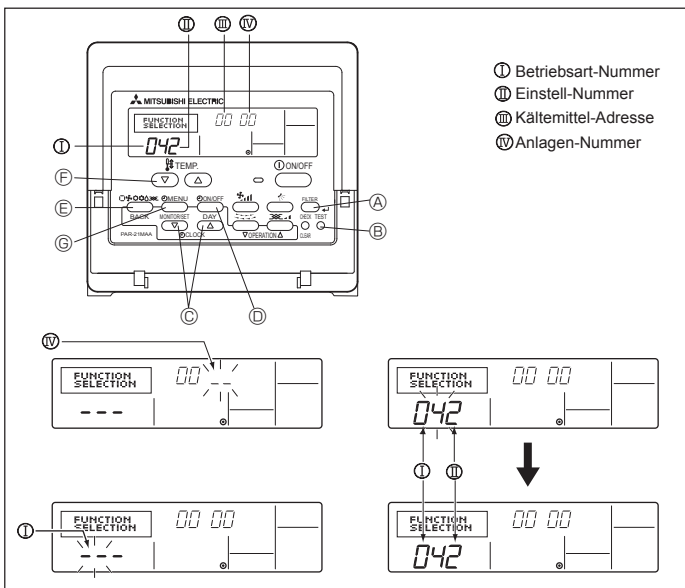 Ⅱ Ⅲ Ⅳ
Ⅰ Betriebsart-Nummer
Ⅱ Einstell-Nummer
Ⅲ Kältemittel-Adresse
Ⅳ Anlagen-Nummer
MITSUBISHI ELECTRIC
FUNCTION
SELECTION
00 00
Ⅰ
042
TEMP.
ON/OFF
Ⓕ
Ⓔ
MENU
ON/OFF
FILTER
Ⓐ
BACK
MONITOR/SET
DAY
CHECK TEST
Ⓑ
Ⓖ
PAR-21MAA
CLOCK
OPERATION
CLEAR
Ⓒ Ⓓ
Ⅳ
FUNCTION
SELECTION
00 --
---
FUNCTION
SELECTION
00 00
042
Ⅰ Ⅱ
Ⅰ
FUNCTION
SELECTION
00 00
---
FUNCTION
SELECTION
00 00
042